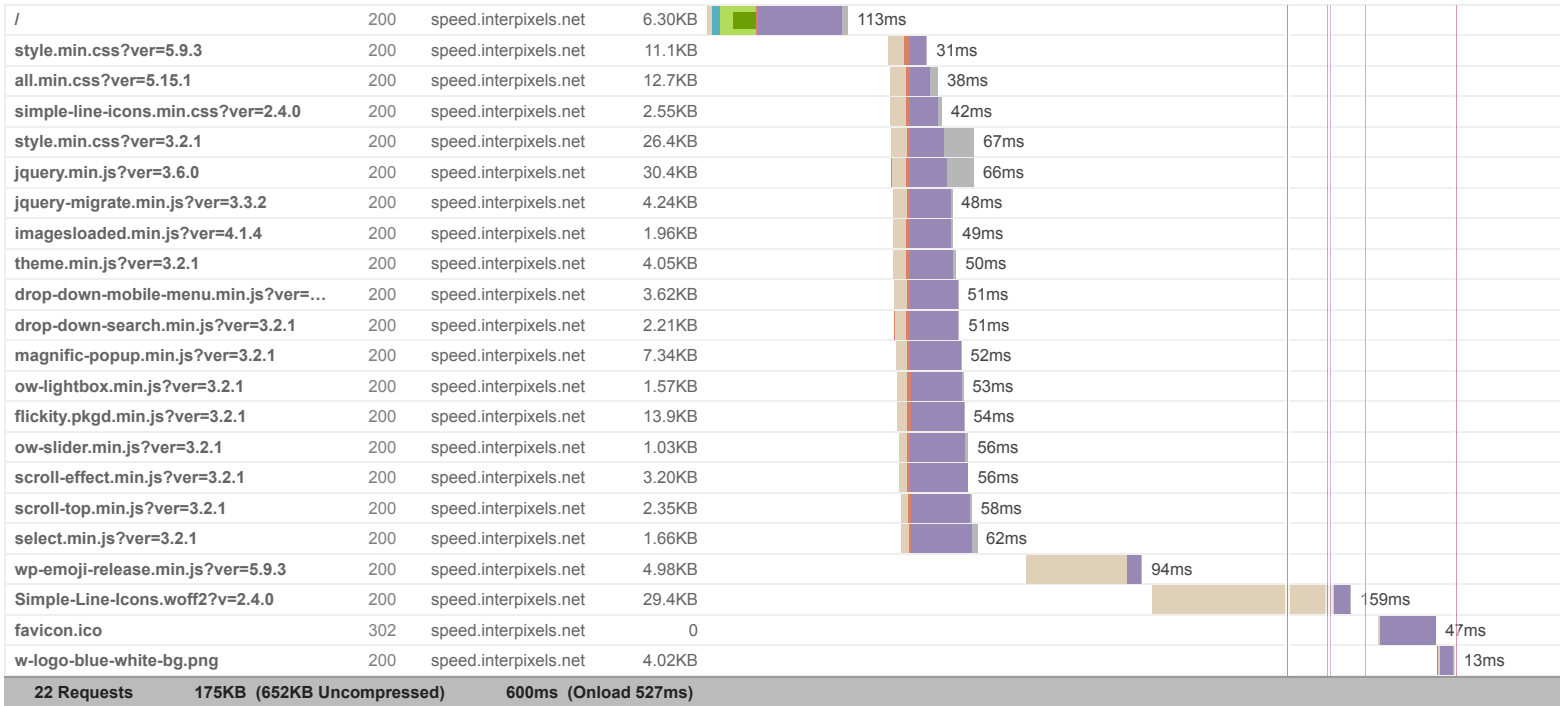 / 200 speed.interpixels.net 6.30KB 113ms
style.min.css?ver=5.9.3 200 speed.interpixels.net 11.1KB 31ms
all.min.css?ver=5.15.1 200 speed.interpixels.net 12.7KB 38ms
simple-line-icons.min.css?ver=2.4.0 200 speed.interpixels.net 2.55KB 42ms
style.min.css?ver=3.2.1 200 speed.interpixels.net 26.4KB 67ms
jquery.min.js?ver=3.6.0 200 speed.interpixels.net 30.4KB 66ms
jquery-migrate.min.js?ver=3.3.2 200 speed.interpixels.net 4.24KB 48ms
imagesloaded.min.js?ver=4.1.4 200 speed.interpixels.net 1.96KB 49ms
theme.min.js?ver=3.2.1 200 speed.interpixels.net 4.05KB 50ms
drop-down-mobile-menu.min.js?ver=… 200 speed.interpixels.net 3.62KB 51ms
drop-down-search.min.js?ver=3.2.1 200 speed.interpixels.net 2.21KB 51ms
magnific-popup.min.js?ver=3.2.1 200 speed.interpixels.net 7.34KB 52ms
ow-lightbox.min.js?ver=3.2.1 200 speed.interpixels.net 1.57KB 53ms
flickity.pkgd.min.js?ver=3.2.1 200 speed.interpixels.net 13.9KB 54ms
ow-slider.min.js?ver=3.2.1 200 speed.interpixels.net 1.03KB 56ms
scroll-effect.min.js?ver=3.2.1 200 speed.interpixels.net 3.20KB 56ms
scroll-top.min.js?ver=3.2.1 200 speed.interpixels.net 2.35KB 58ms
select.min.js?ver=3.2.1 200 speed.interpixels.net 1.66KB 62ms
wp-emoji-release.min.js?ver=5.9.3 200 speed.interpixels.net 4.98KB 94ms
Simple-Line-Icons.woff2?v=2.4.0 200 speed.interpixels.net 29.4KB 159ms
favicon.ico 302 speed.interpixels.net 0 47ms
w-logo-blue-white-bg.png 200 speed.interpixels.net 4.02KB 13ms
22 Requests 175KB (652KB Uncompressed) 600ms (Onload 527ms)